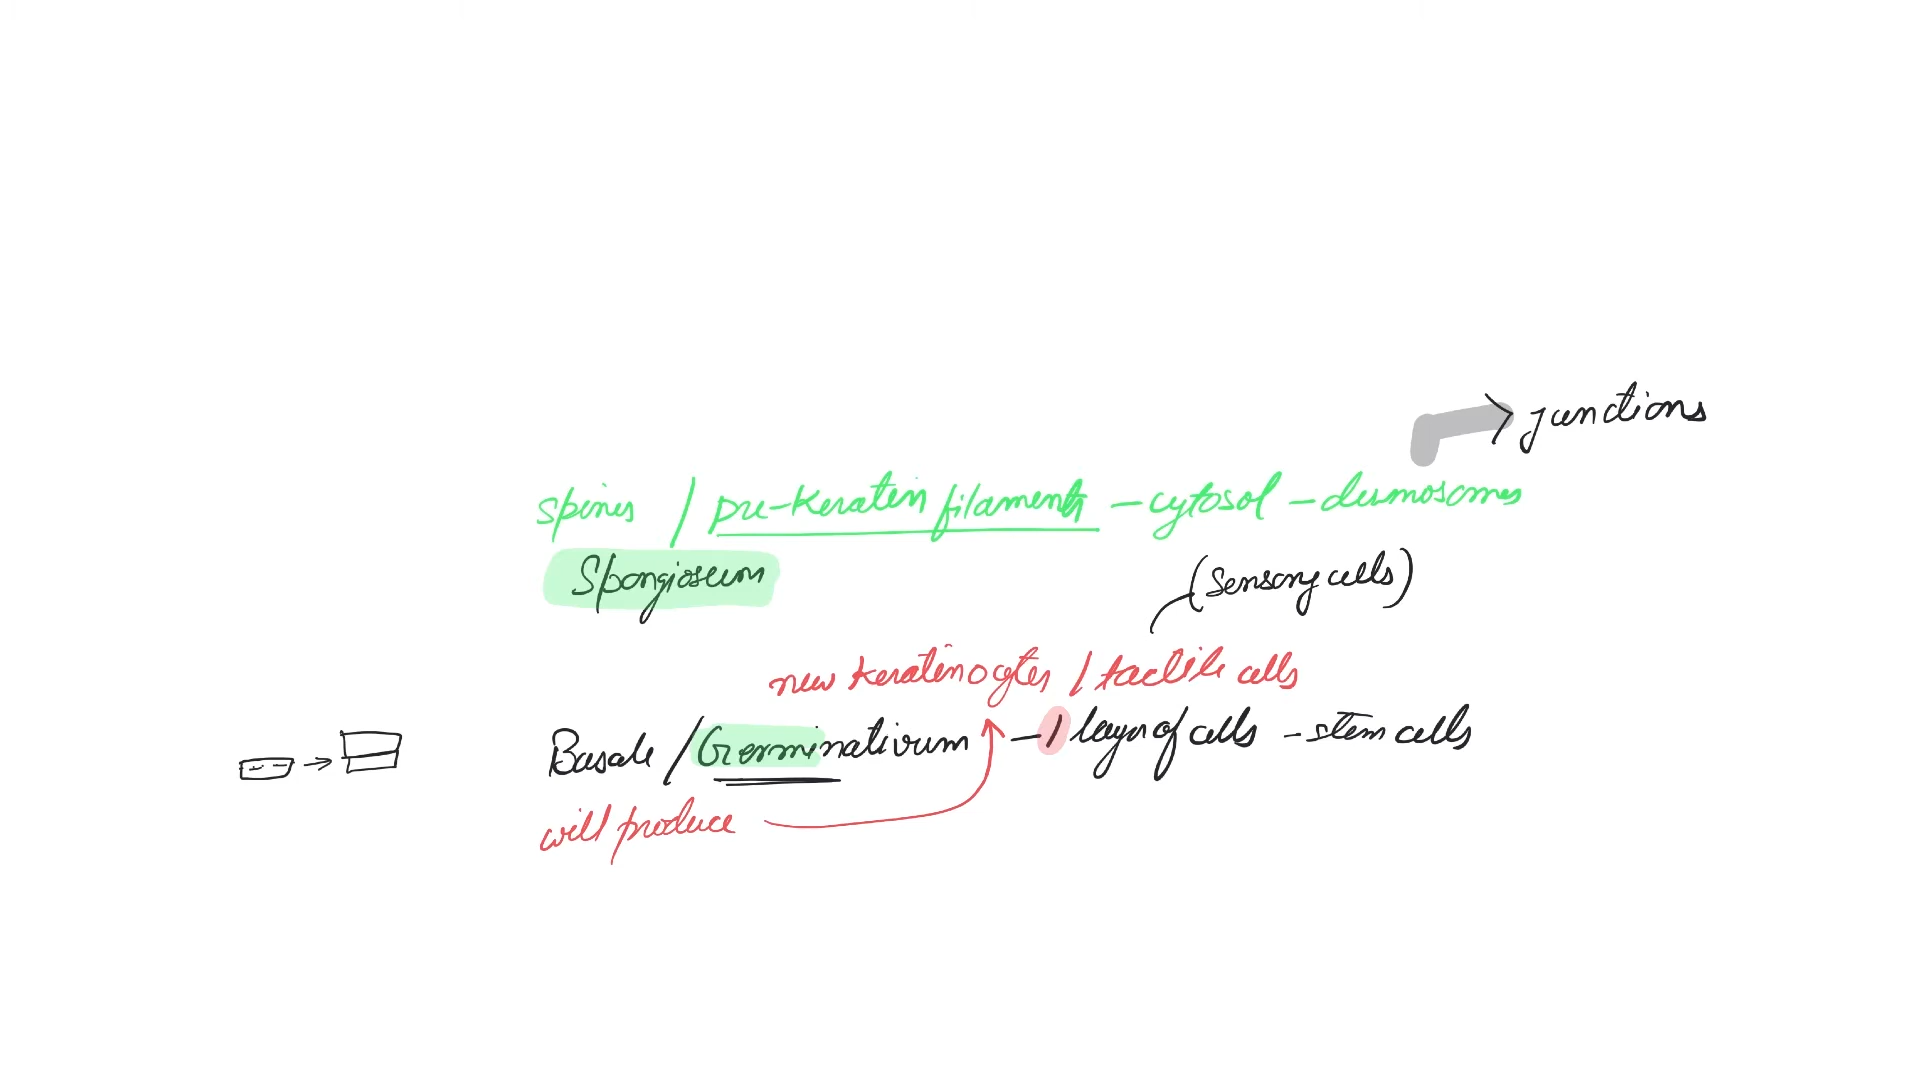 junctions
spines / pre-keratin filaments - cytosol - desmosomes
Spongiosum
(Sensory cells)
new keratinocytes / tactile cells
Basale / Germinativum - 1 layer of cells - stem cells
will produce